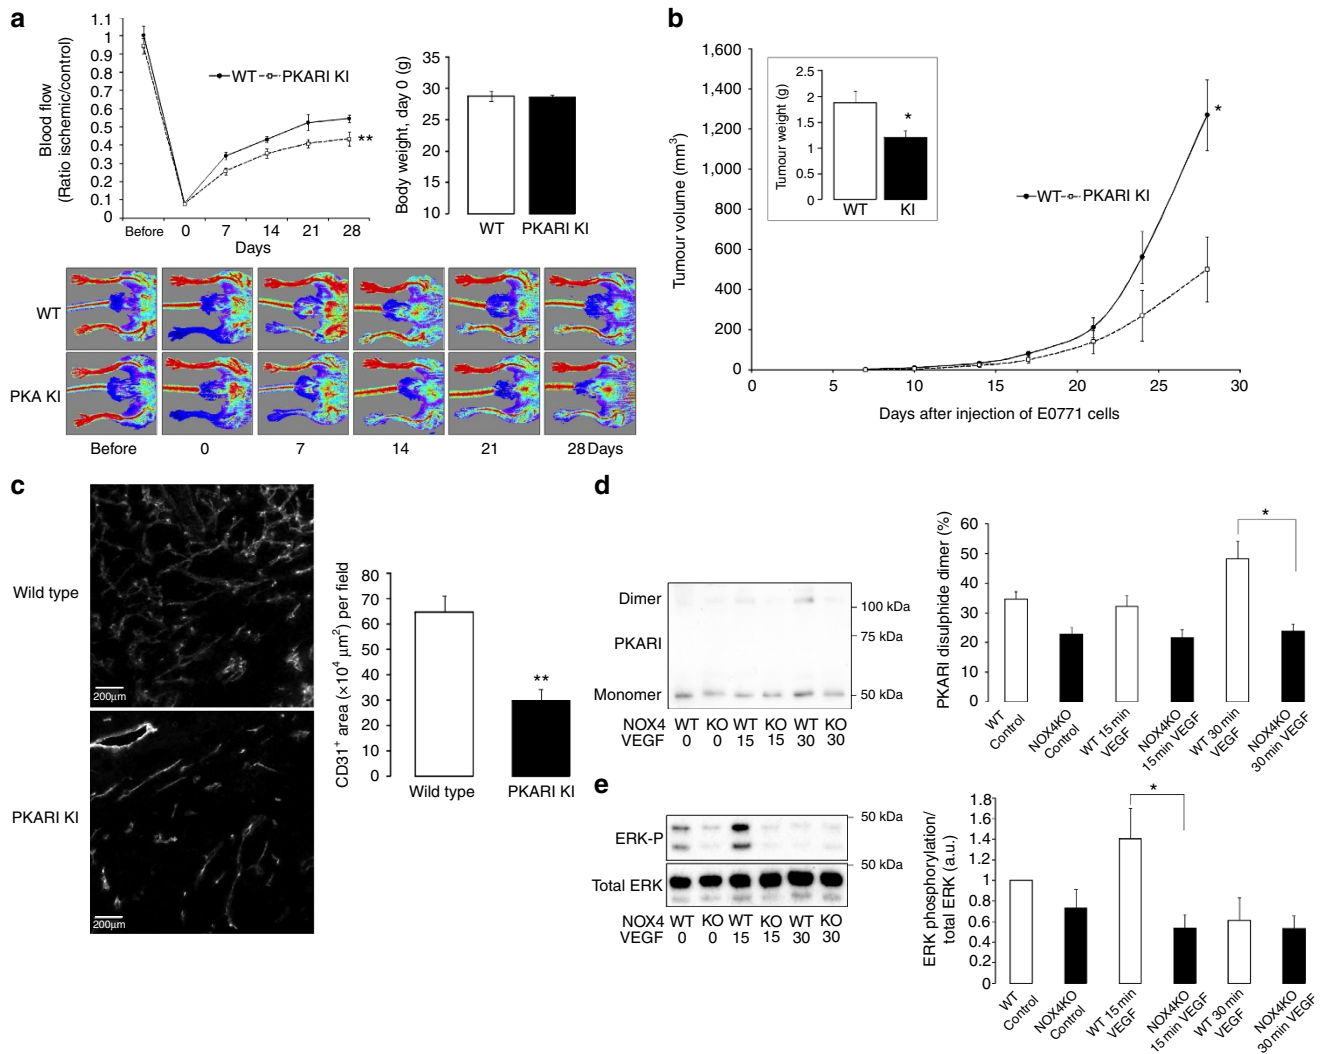 a
1.1
1
0.9
0.8
0.7
0.6
0.5
0.4
0.3
0.2
0.1
0
Blood flow
(Ratio ischemic/control)
WT PKARI KI
**
Before 0 7 14 21 28
Days
35
30
25
20
15
10
Body weight, day 0 (g)
WT PKARI KI
WT
PKA KI
Before 0 7 14 21 28 Days
b
1,600
1,400
1,200
1,000
800
600
400
200
0
Tumour volume (mm³)
2.5
2
1.5
1
0.5
0
Tumour weight (g)
*
WT KI
*
WT PKARI KI
0 5 10 15 20 25 30
Days after injection of E0771 cells
c
Wild type
200µm
PKARI KI
200µm
80
70
60
50
40
30
20
10
0
CD31⁺ area (×10⁴ µm²) per field
**
Wild type PKARI KI
d
Dimer
PKARI
Monomer
100 kDa
75 kDa
50 kDa
NOX4 WT KO WT KO WT KO
VEGF 0 0 15 15 30 30
60
50
40
30
20
10
0
PKARI disulphide dimer (%)
*
WT
Control
NOX4KO
Control
WT 15 min
VEGF
NOX4KO
15 min VEGF
WT 30 min
VEGF
NOX4KO
30 min VEGF
e
ERK-P
50 kDa
Total ERK
50 kDa
NOX4 WT KO WT KO WT KO
VEGF 0 0 15 15 30 30
1.8
1.6
1.4
1.2
1
0.8
0.6
0.4
0.2
0
ERK phosphorylation/
total ERK (a.u.)
*
WT
Control
NOX4KO
Control
WT 15 min
VEGF
NOX4KO
15 min VEGF
WT 30 min
VEGF
NOX4KO
30 min VEGF